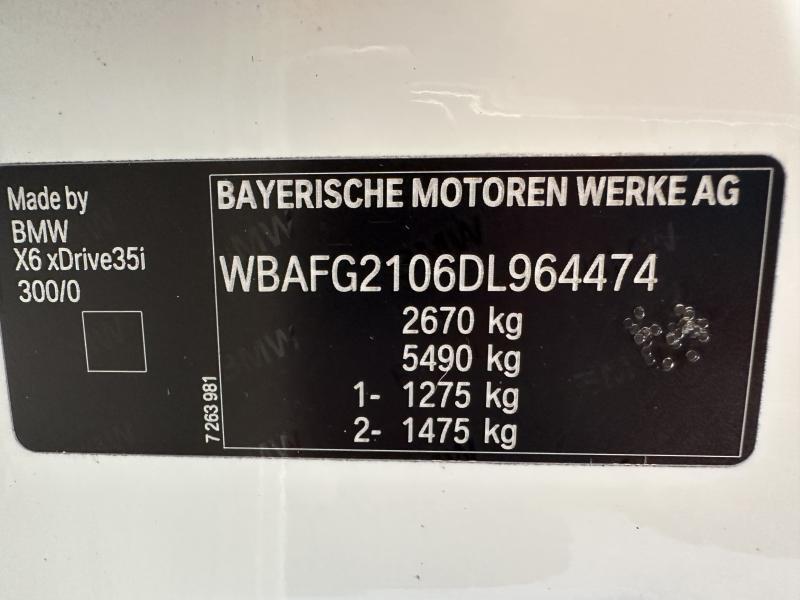 Made by
BMW
X6 xDrive35i
300/0
7 263 981
BAYERISCHE MOTOREN WERKE AG
WBAFG2106DL964474
2670 kg
5490 kg
1- 1275 kg
2- 1475 kg